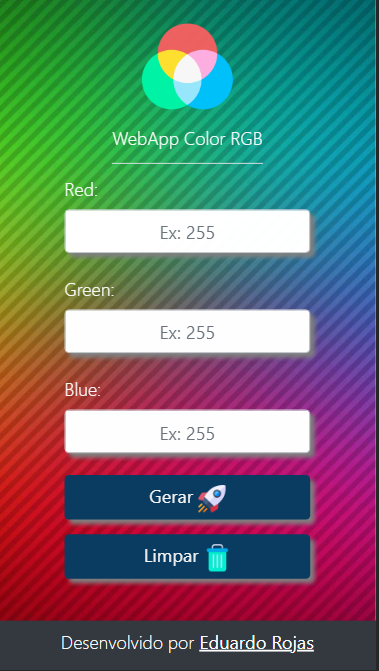 WebApp Color RGB
Red:
Ex: 255
Green:
Ex: 255
Blue:
Ex: 255
Gerar
Limpar
Desenvolvido por Eduardo Rojas